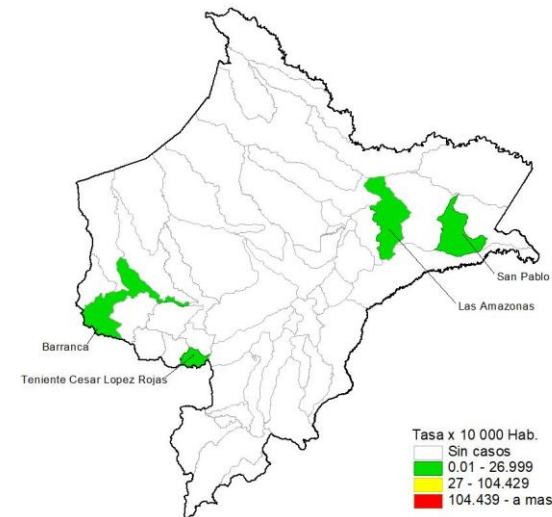 San Pablo
Las Amazonas
Barranca
Teniente Cesar Lopez Rojas
Tasa x 10 000 Hab.
Sin casos
0.01 - 26.999
27 - 104.429
104.439 - a mas